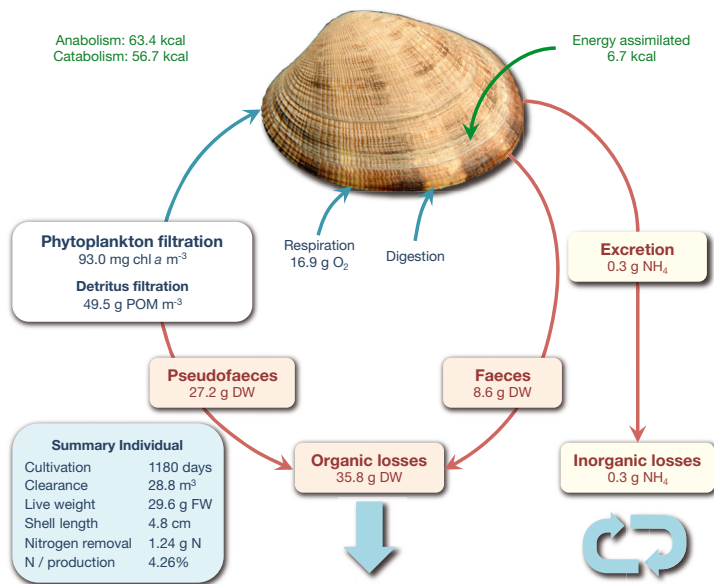 Anabolism: 63.4 kcal
Catabolism: 56.7 kcal
Energy assimilated
6.7 kcal
Phytoplankton filtration
93.0 mg chl a m-3
Detritus filtration
49.5 g POM m-3
Respiration
16.9 g O2
Digestion
Excretion
0.3 g NH4
Pseudofaeces
27.2 g DW
Faeces
8.6 g DW
Summary Individual
Cultivation 1180 days
Clearance 28.8 m3
Live weight 29.6 g FW
Shell length 4.8 cm
Nitrogen removal 1.24 g N
N / production 4.26%
Organic losses
35.8 g DW
Inorganic losses
0.3 g NH4